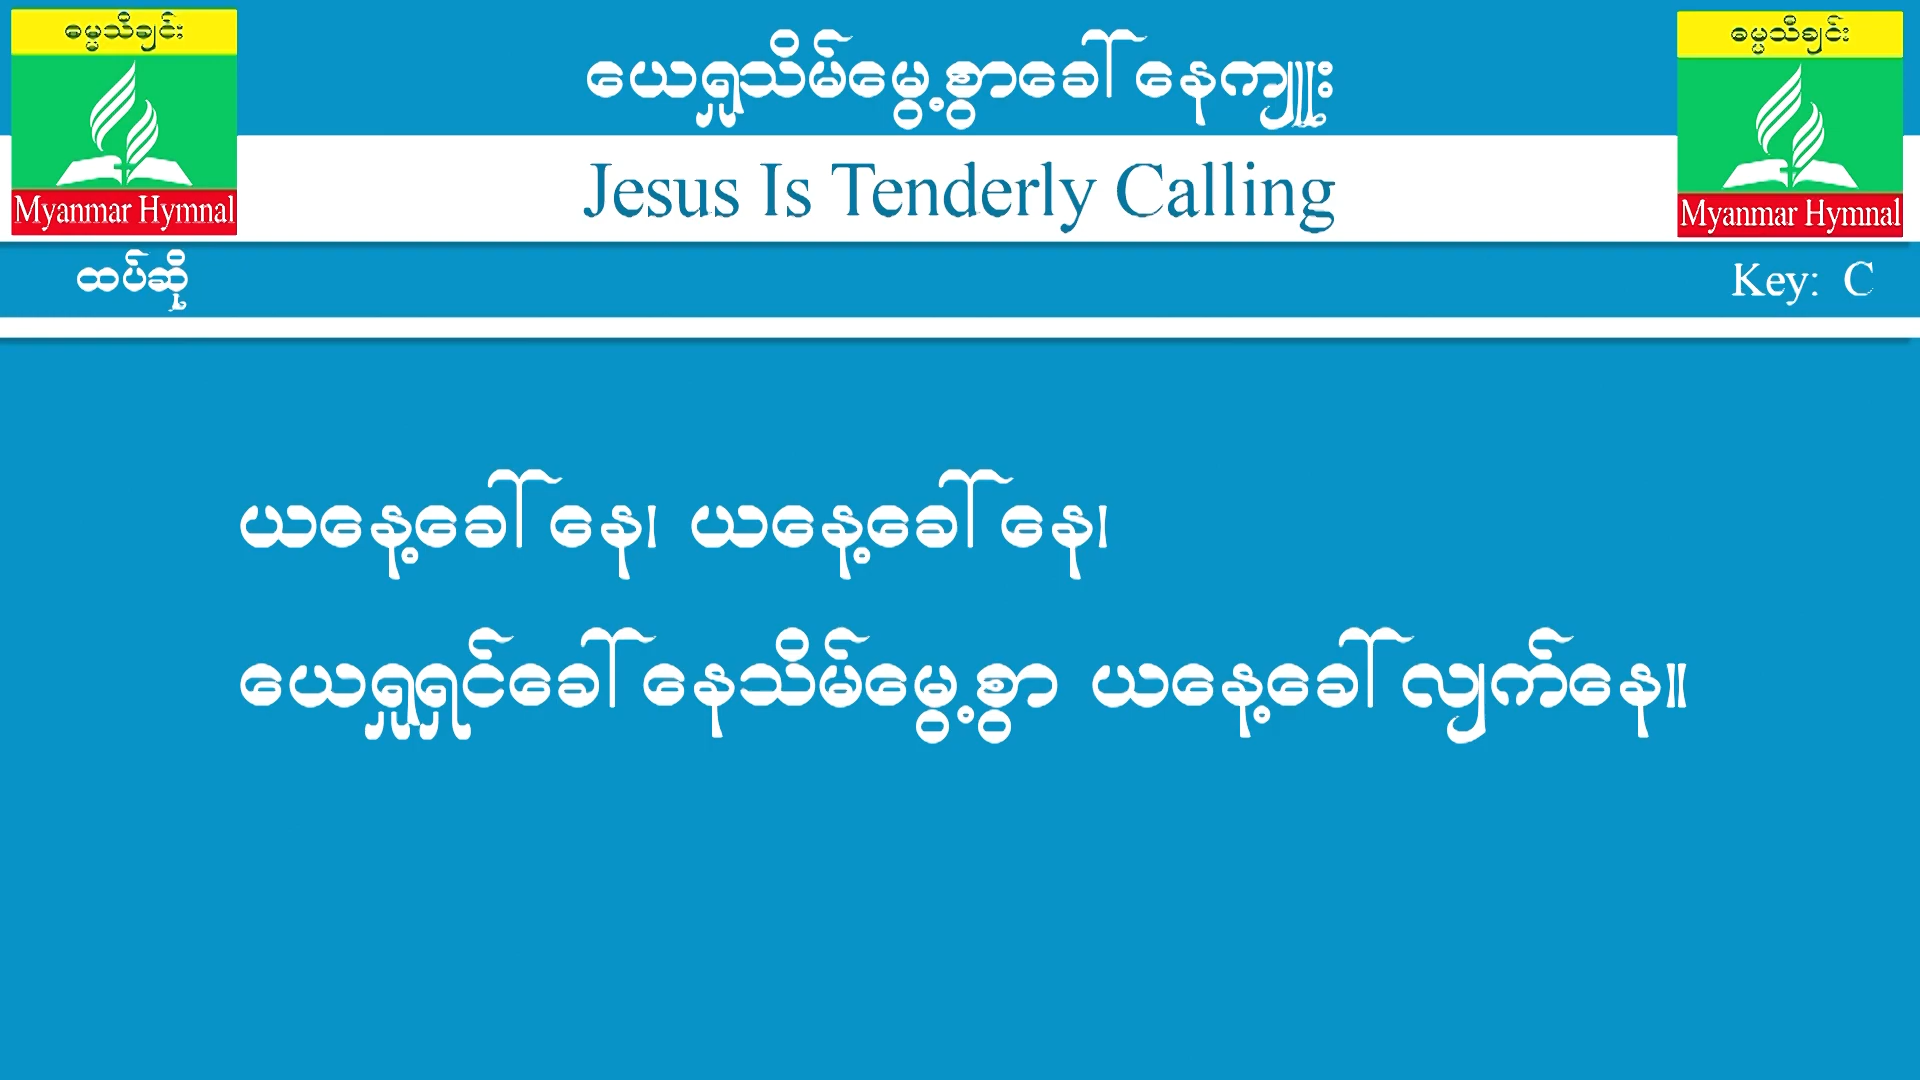 ဓမ္မသီချင်း
ယေရှုသိမ်မွေ့စွာခေါ်နေကျူး
ဓမ္မသီချင်း
Jesus Is Tenderly Calling
Myanmar Hymnal
Myanmar Hymnal
ထပ်ဆို
Key: C
ယနေ့ခေါ်နေ၊ ယနေ့ခေါ်နေ၊
ယေရှုရှင်ခေါ်နေသိမ်မွေ့စွာ ယနေ့ခေါ်လျက်နေ။